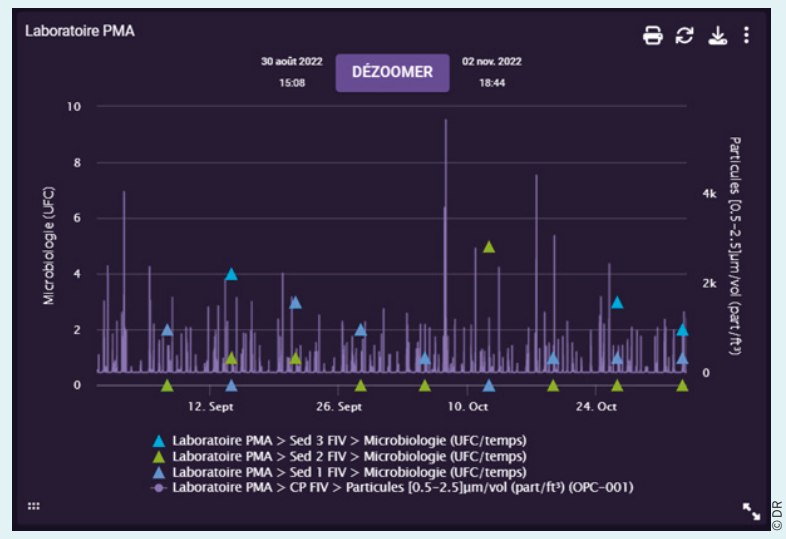 Laboratoire PMA
30 août 2022
15:08
DÉZOOMER
02 nov. 2022
18:44
10
8
6
4
2
0
Microbiologie (UFC)
4k
2k
0
Particules [0.5-2.5]µm/vol (part/ft³)
12. Sept
26. Sept
10. Oct
24. Oct
Laboratoire PMA > Sed 3 FIV > Microbiologie (UFC/temps)
Laboratoire PMA > Sed 2 FIV > Microbiologie (UFC/temps)
Laboratoire PMA > Sed 1 FIV > Microbiologie (UFC/temps)
Laboratoire PMA > CP FIV > Particules [0.5-2.5]µm/vol (part/ft³) (OPC-001)
© DR